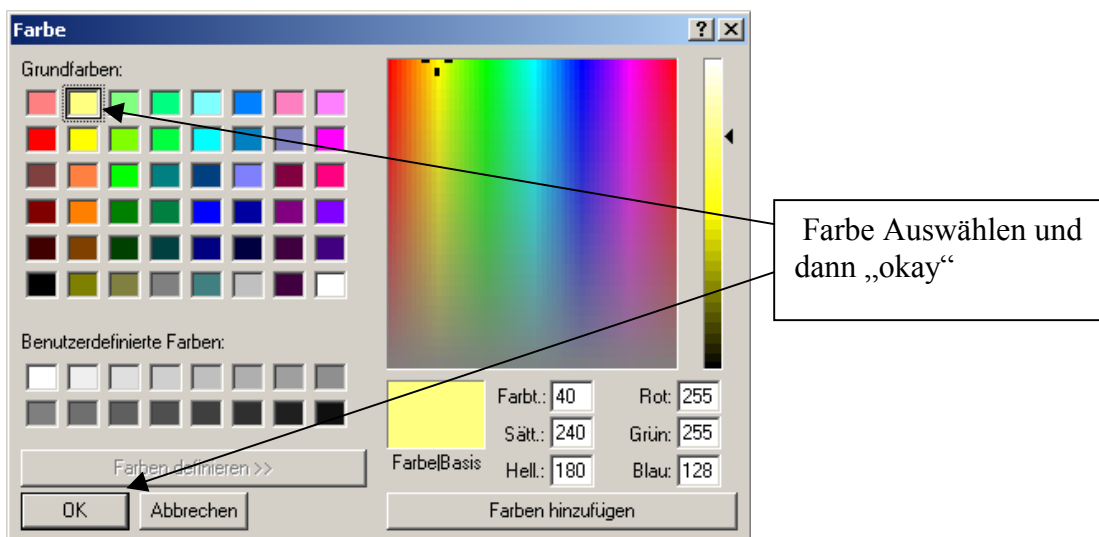 Farbe
Grundfarben:
Farbe Auswählen und
dann „okay“
Benutzerdefinierte Farben:
Farbt.: 40 Rot: 255
Sätt.: 240 Grün: 255
Farbe|Basis Hell.: 180 Blau: 128
Farben definieren >>
OK Abbrechen Farben hinzufügen